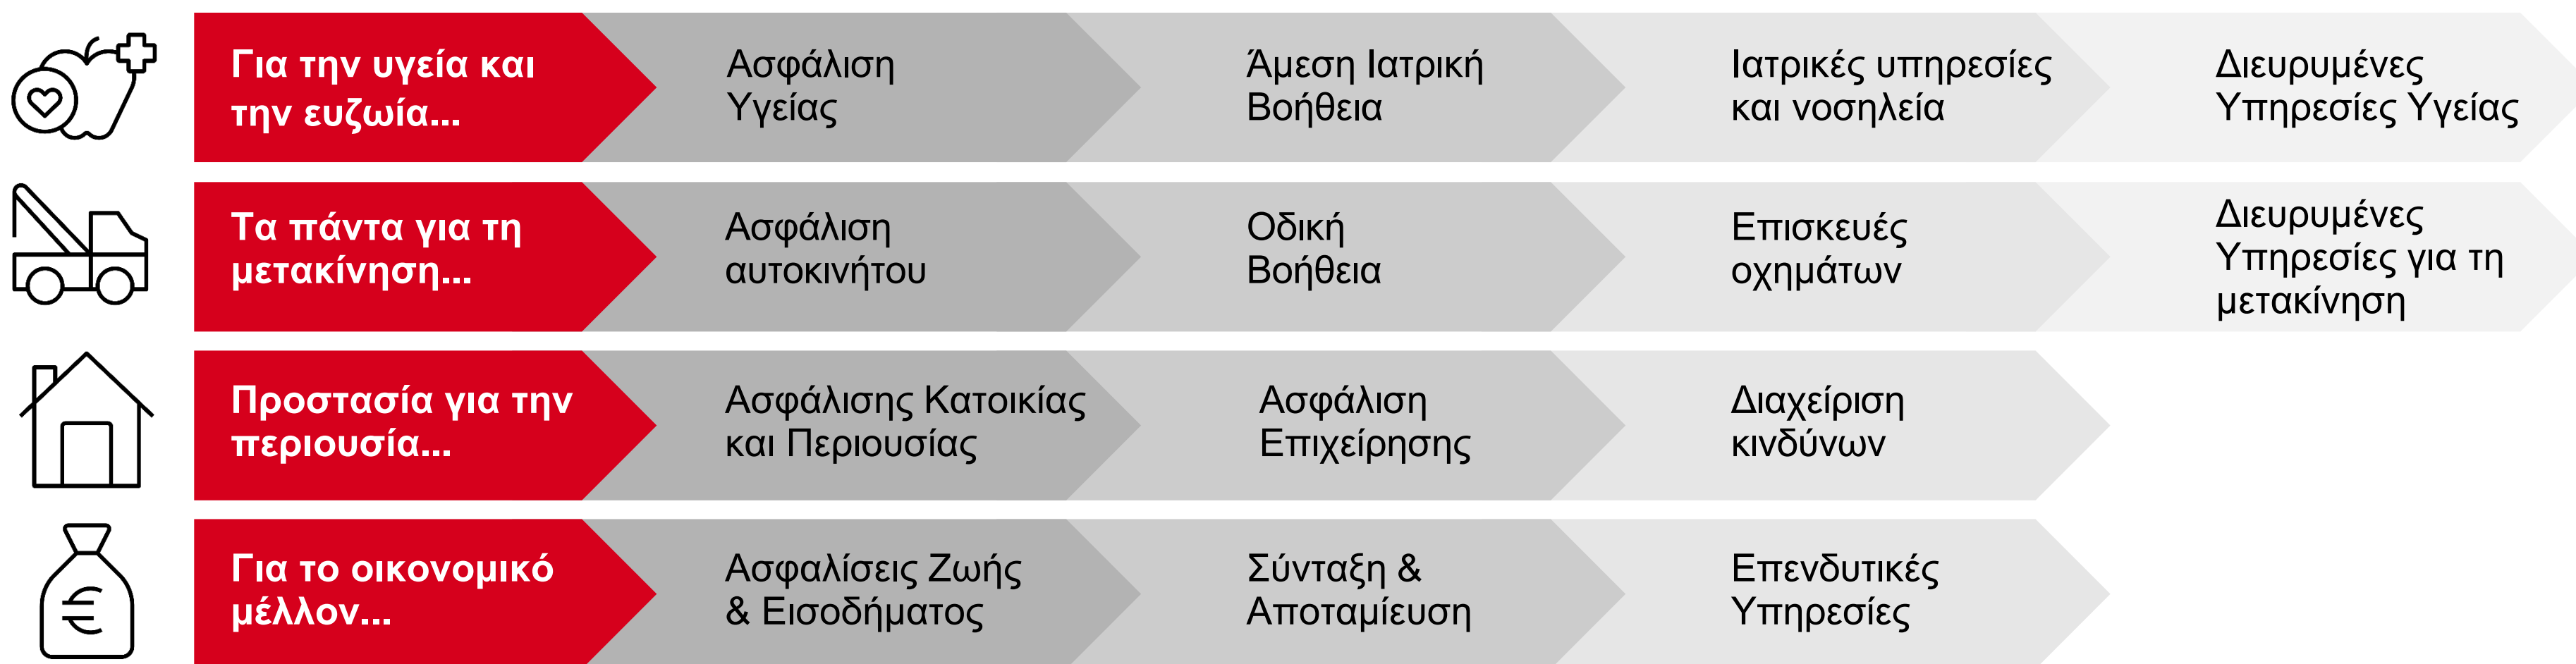 Για την υγεία και
την ευζωία...
Ασφάλιση
Υγείας
Άμεση Ιατρική
Βοήθεια
Ιατρικές υπηρεσίες
και νοσηλεία
Διευρυμένες
Υπηρεσίες Υγείας
Τα πάντα για τη
μετακίνηση...
Ασφάλιση
αυτοκινήτου
Οδική
Βοήθεια
Επισκευές
οχημάτων
Διευρυμένες
Υπηρεσίες για τη
μετακίνηση
Προστασία για την
περιουσία...
Ασφάλισης Κατοικίας
και Περιουσίας
Ασφάλιση
Επιχείρησης
Διαχείριση
κινδύνων
Για το οικονομικό
μέλλον...
Ασφαλίσεις Ζωής
& Εισοδήματος
Σύνταξη &
Αποταμίευση
Επενδυτικές
Υπηρεσίες